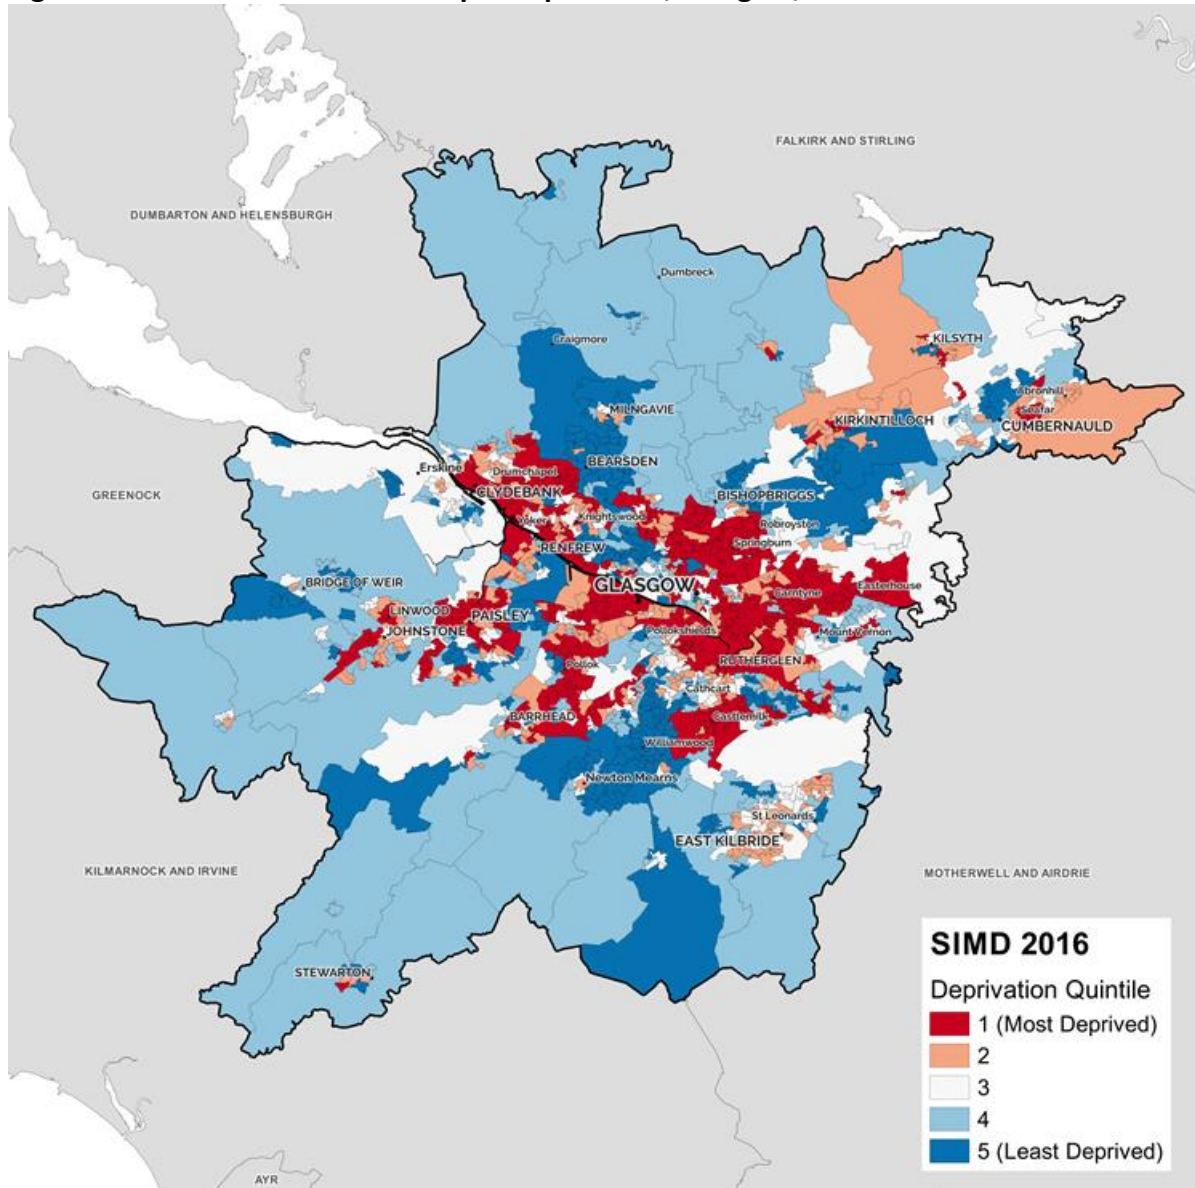 FALKIRK AND STIRLING
DUMBARTON AND HELENSBURGH
Dumbreck
Craigmore
KILSYTH
Abronhill
Seafar
MILNGAVIE
KIRKINTILLOCH
CUMBERNAULD
BEARSDEN
Erskine
Drumchapel
GREENOCK
CLYDEBANK
BISHOPBRIGGS
Yoker
Knightswood
Robroyston
Springburn
RENFREW
BRIDGE OF WEIR
GLASGOW
Easterhouse
Carntyne
LINWOOD
PAISLEY
JOHNSTONE
Pollokshields
Mount Vernon
Pollok
RUTHERGLEN
Cathcart
BARRHEAD
Castlemilk
Williamwood
Newton Mearns
St Leonards
EAST KILBRIDE
KILMARNOCK AND IRVINE
MOTHERWELL AND AIRDRIE
STEWARTON
AYR
SIMD 2016
Deprivation Quintile
1 (Most Deprived)
2
3
4
5 (Least Deprived)